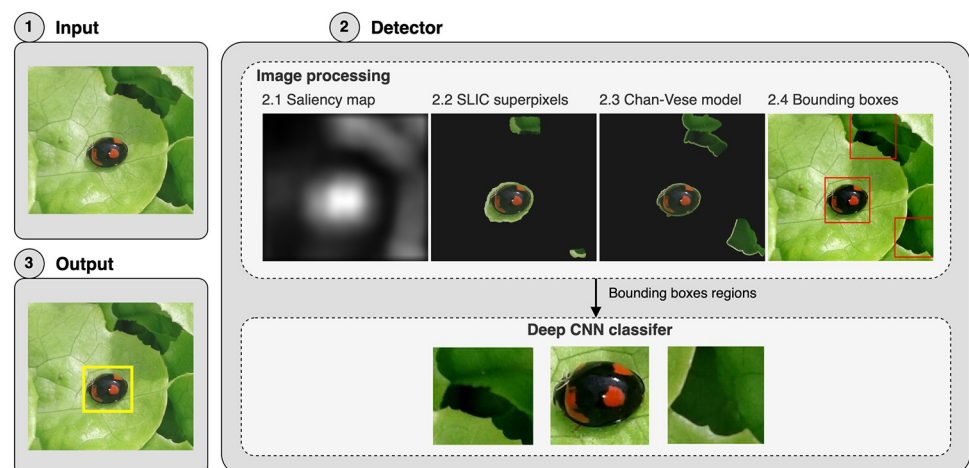 1 Input
2 Detector
Image processing
2.1 Saliency map
2.2 SLIC superpixels
2.3 Chan-Vese model
2.4 Bounding boxes
Bounding boxes regions
Deep CNN classifer
3 Output